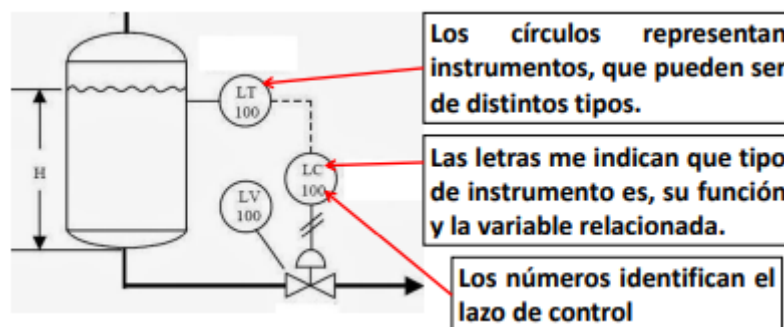 Los círculos representan
instrumentos, que pueden ser
de distintos tipos.
LT
100
H
Las letras me indican que tipo
de instrumento es, su función
y la variable relacionada.
LC
100
LV
100
Los números identifican el
lazo de control